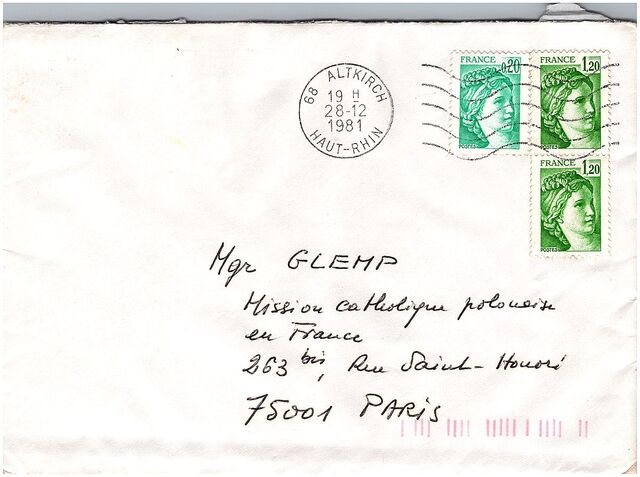 68 ALTKIRCH
19 H
28-12
1981
HAUT-RHIN
FRANCE 0,20
POSTES
FRANCE 1,20
POSTES
FRANCE 1,20
POSTES
Mgr GLEMP
Mission catholique polonaise
en France
263 bis, Rue Saint-Honoré
75001 PARIS